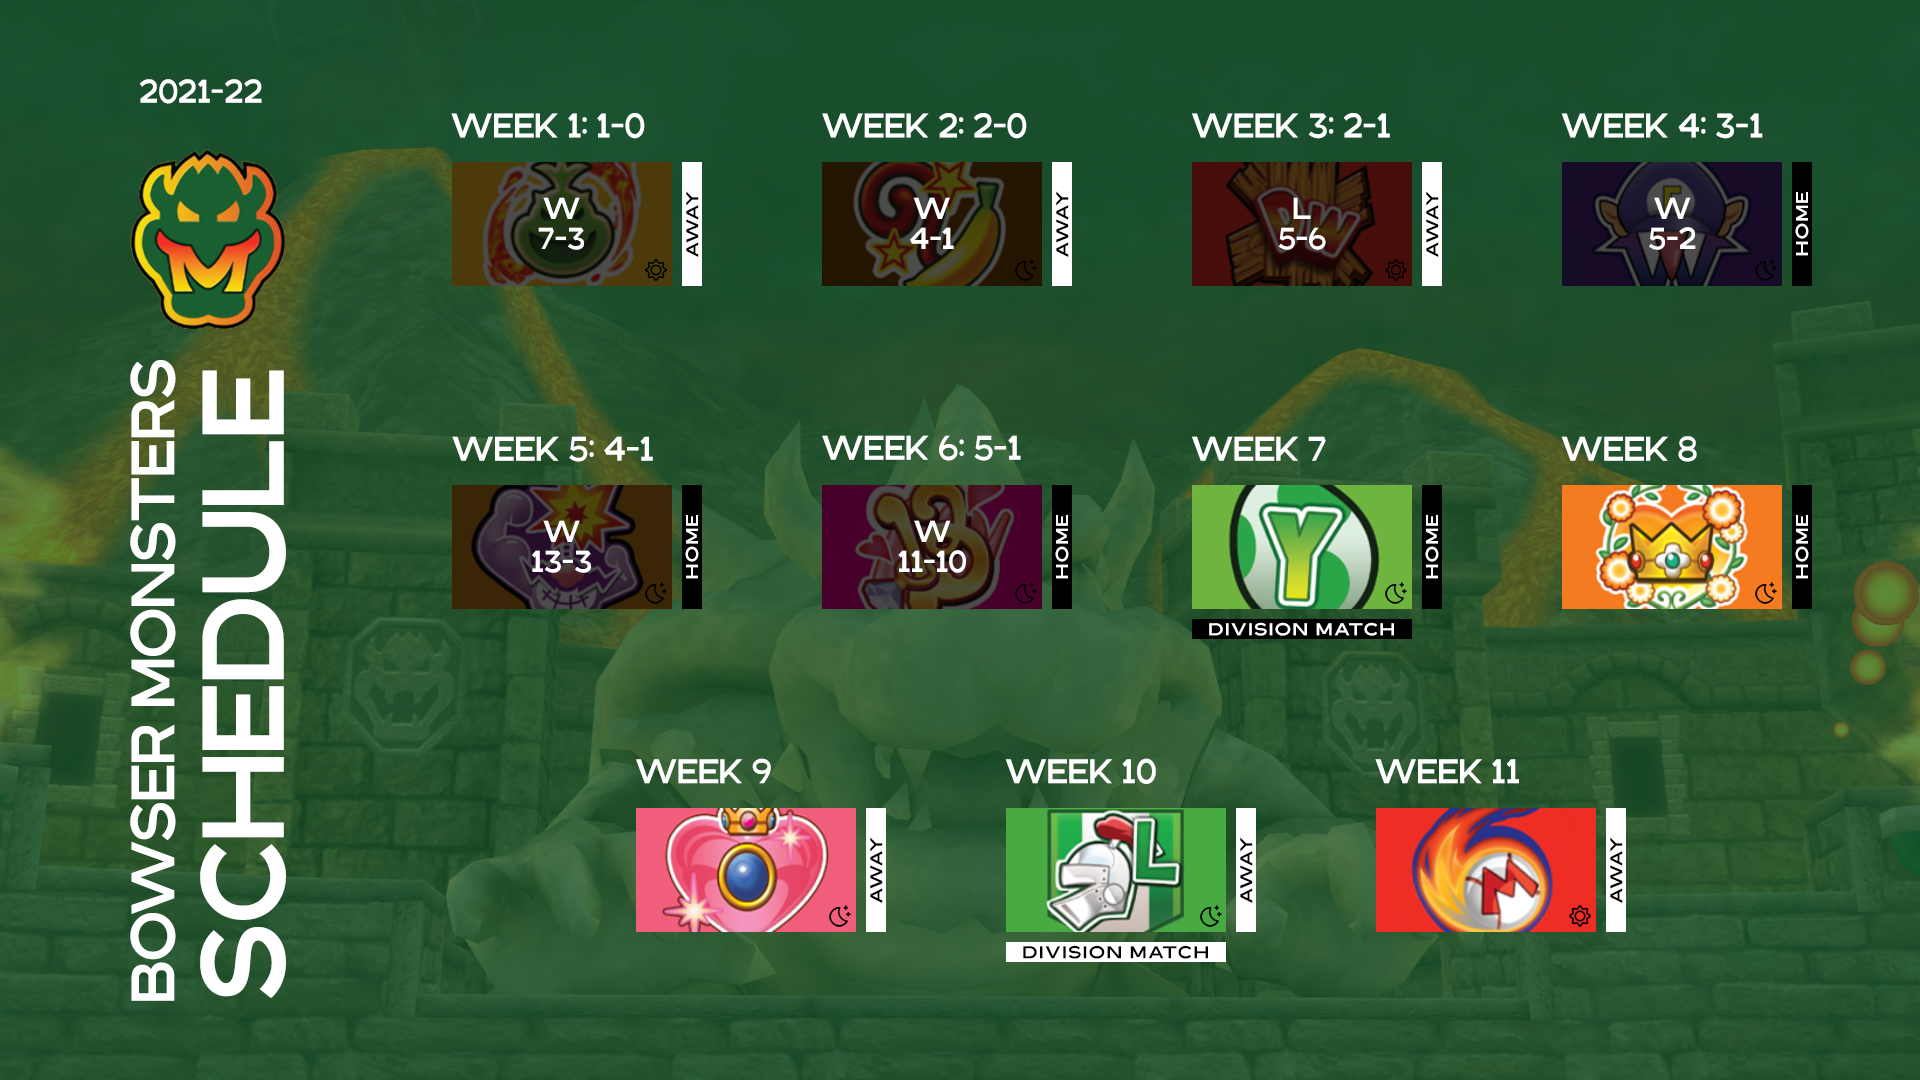 2021-22
M
BOWSER MONSTERS
SCHEDULE
WEEK 1: 1-0
W
7-3
AWAY
WEEK 2: 2-0
W
4-1
AWAY
WEEK 3: 2-1
L
5-6
AWAY
WEEK 4: 3-1
W
5-2
HOME
WEEK 5: 4-1
W
13-3
HOME
WEEK 6: 5-1
W
11-10
HOME
WEEK 7
Y
HOME
DIVISION MATCH
WEEK 8
HOME
WEEK 9
AWAY
WEEK 10
L
AWAY
DIVISION MATCH
WEEK 11
M
AWAY